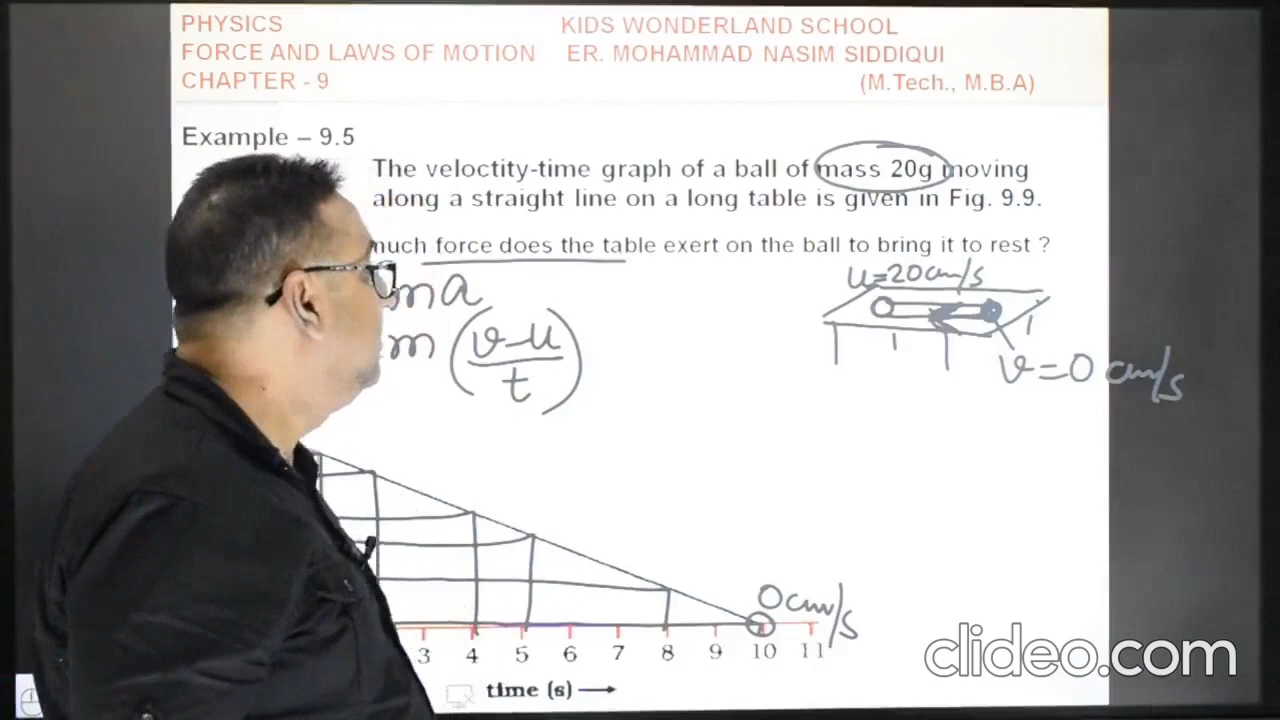 PHYSICS KIDS WONDERLAND SCHOOL
FORCE AND LAWS OF MOTION ER. MOHAMMAD NASIM SIDDIQUI
CHAPTER - 9 (M.Tech., M.B.A)
Example – 9.5
The veloctity-time graph of a ball of mass 20g moving
along a straight line on a long table is given in Fig. 9.9.
much force does the table exert on the ball to bring it to rest ?
u=20cm/s
ma
m (v-u/t)
v=0 cm/s
0cm/s
3 4 5 6 7 8 9 10 11
time (s)
clideo.com